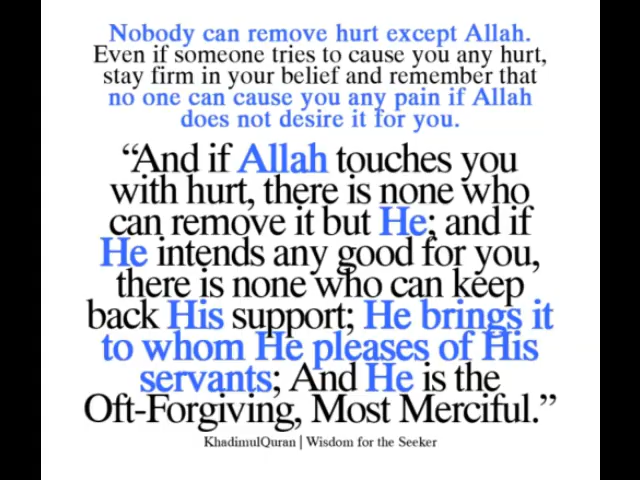 Nobody can remove hurt except Allah.
Even if someone tries to cause you any hurt,
stay firm in your belief and remember that
no one can cause you any pain if Allah
does not desire it for you.
“And if Allah touches you
with hurt, there is none who
can remove it but He; and if
He intends any good for you,
there is none who can keep
back His support; He brings it
to whom He pleases of His
servants; And He is the
Oft-Forgiving, Most Merciful.”
KhadimulQuran | Wisdom for the Seeker